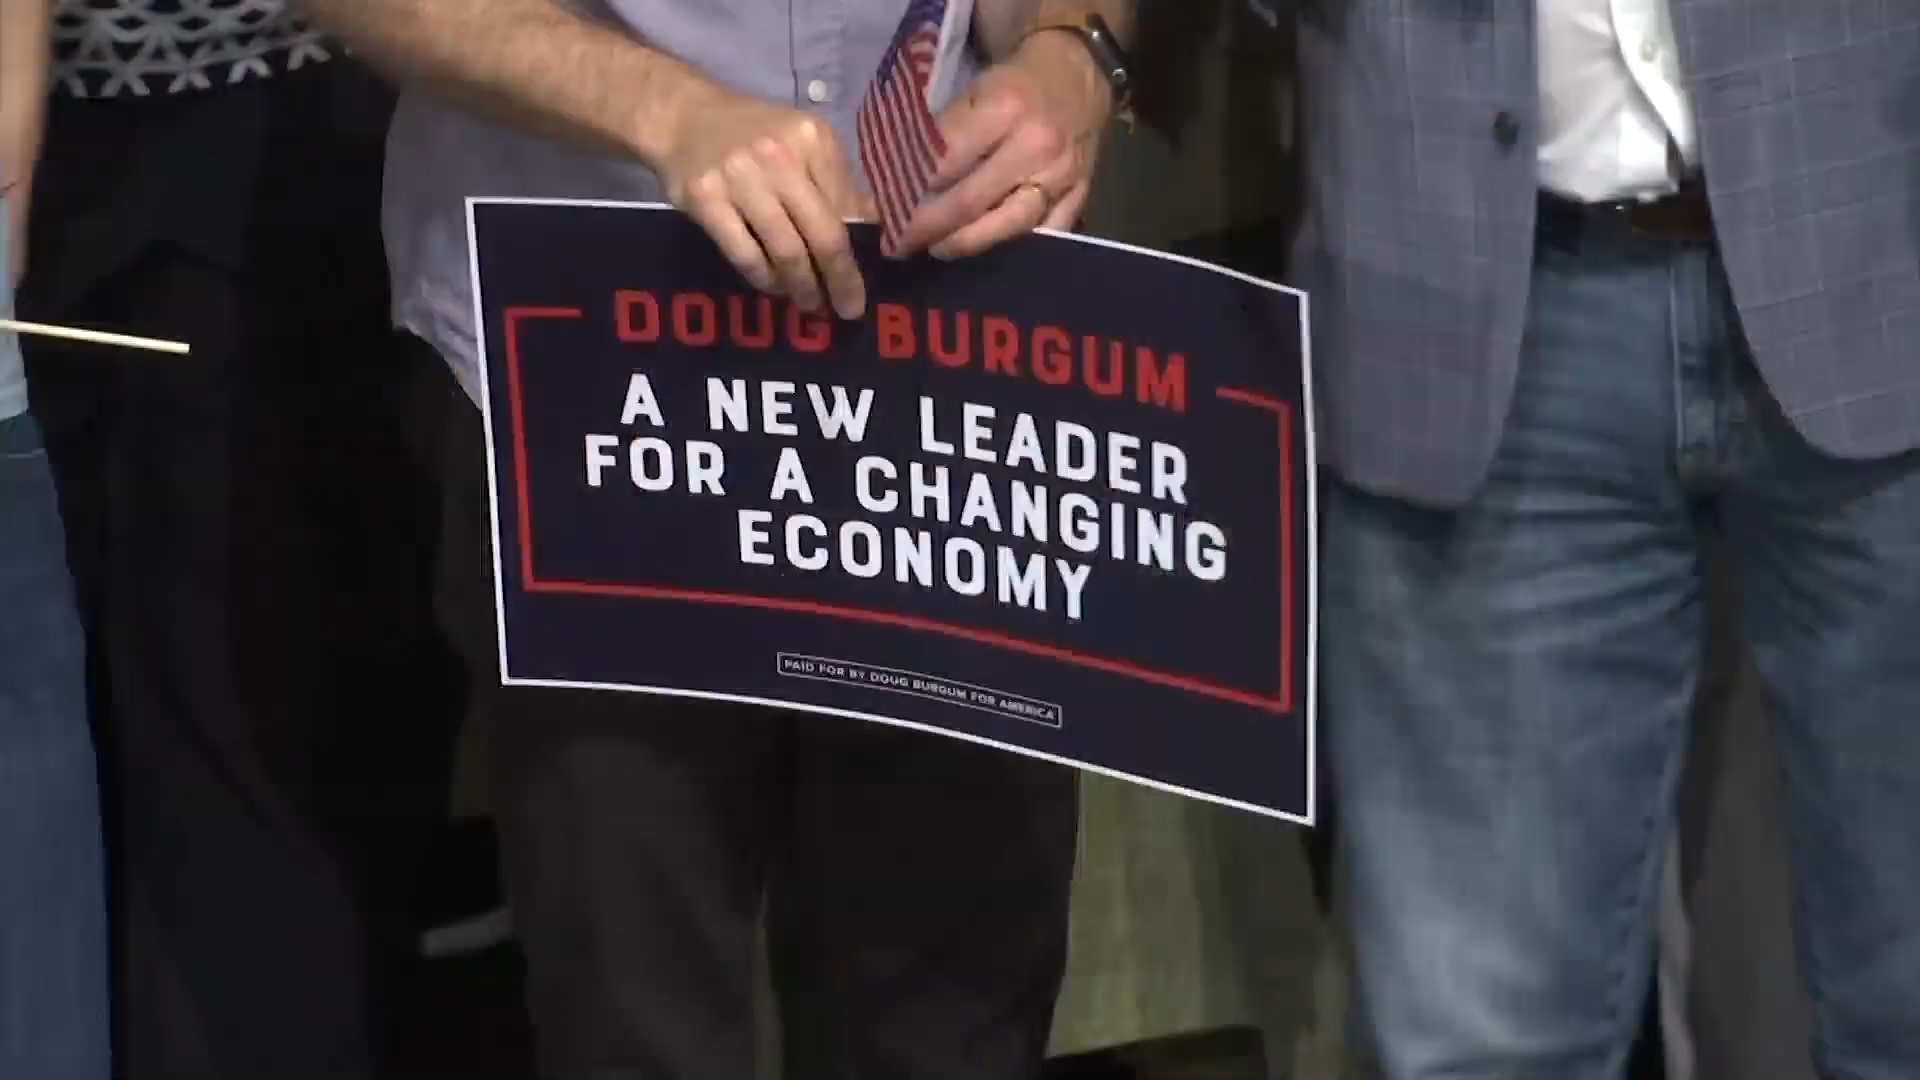 DOUG BURGUM
A NEW LEADER
FOR A CHANGING
ECONOMY
PAID FOR BY DOUG BURGUM FOR AMERICA